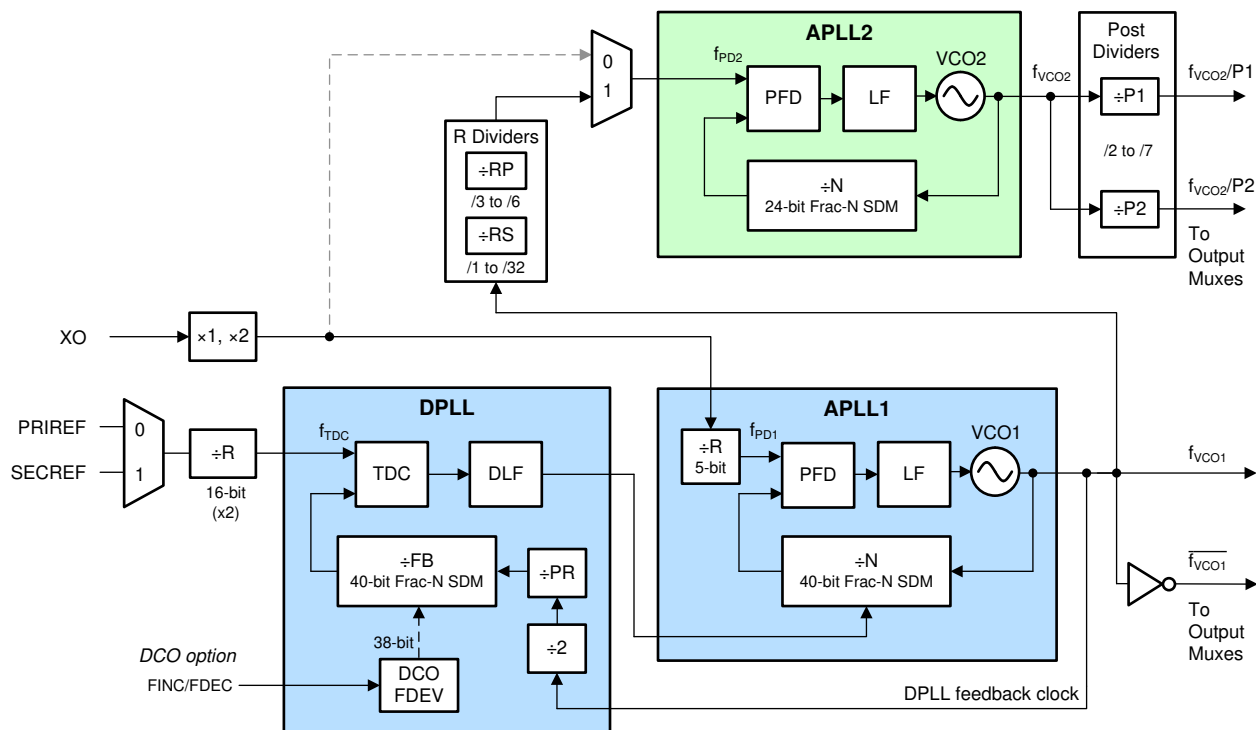 APLL2
Post
Dividers
0
1
f_PD2
PFD
LF
VCO2
f_VCO2
÷P1
f_VCO2/P1
/2 to /7
÷N
24-bit Frac-N SDM
÷P2
f_VCO2/P2
To
Output
Muxes
R Dividers
÷RP
/3 to /6
÷RS
/1 to /32
XO
×1, ×2
PRIREF
SECREF
0
1
÷R
16-bit
(x2)
DPLL
f_TDC
TDC
DLF
÷FB
40-bit Frac-N SDM
÷PR
÷2
38-bit
DCO option
FINC/FDEC
DCO
FDEV
APLL1
÷R
5-bit
f_PD1
PFD
LF
VCO1
÷N
40-bit Frac-N SDM
DPLL feedback clock
f_VCO1
f̅_V̅C̅O̅1̅
To
Output
Muxes